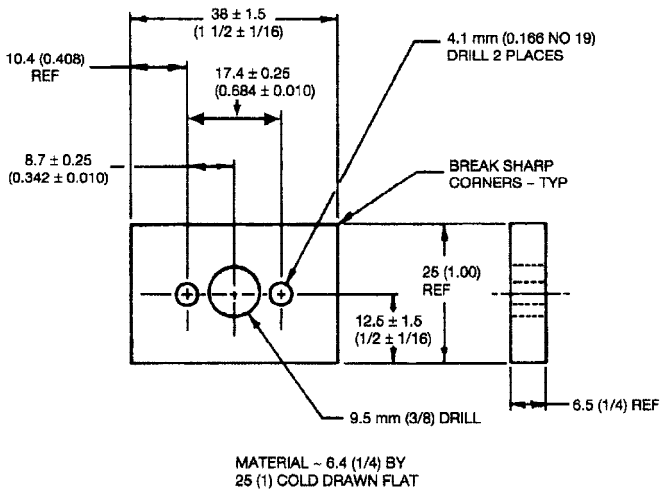 38 ± 1.5
(1 1/2 ± 1/16)
10.4 (0.408)
REF
17.4 ± 0.25
(0.684 ± 0.010)
4.1 mm (0.166 NO 19)
DRILL 2 PLACES
8.7 ± 0.25
(0.342 ± 0.010)
BREAK SHARP
CORNERS – TYP
25 (1.00)
REF
12.5 ± 1.5
(1/2 ± 1/16)
9.5 mm (3/8) DRILL
6.5 (1/4) REF
MATERIAL ~ 6.4 (1/4) BY
25 (1) COLD DRAWN FLAT